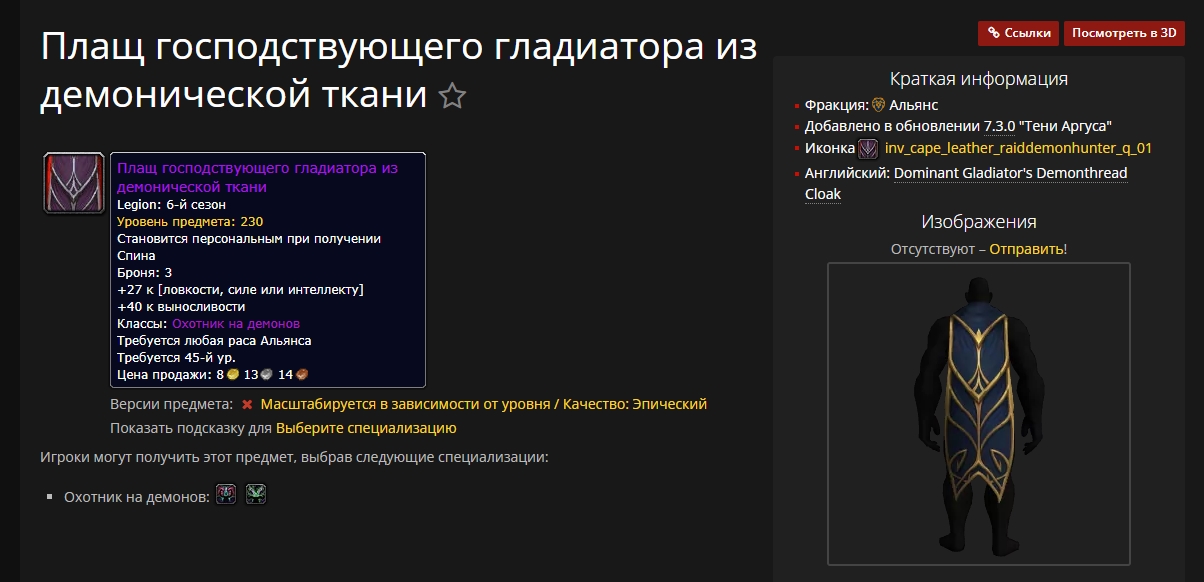 Плащ господствующего гладиатора из
демонической ткани
Ссылки
Посмотреть в 3D
Плащ господствующего гладиатора из
демонической ткани
Legion: 6-й сезон
Уровень предмета: 230
Становится персональным при получении
Спина
Броня: 3
+27 к [ловкости, силе или интеллекту]
+40 к выносливости
Классы: Охотник на демонов
Требуется любая раса Альянса
Требуется 45-й ур.
Цена продажи: 8 13 14
Версии предмета: Масштабируется в зависимости от уровня / Качество: Эпический
Показать подсказку для Выберите специализацию
Игроки могут получить этот предмет, выбрав следующие специализации:
Охотник на демонов:
Краткая информация
Фракция: Альянс
Добавлено в обновлении 7.3.0 "Тени Аргуса"
Иконка inv_cape_leather_raiddemonhunter_q_01
Английский: Dominant Gladiator's Demonthread
Cloak
Изображения
Отсутствуют – Отправить!